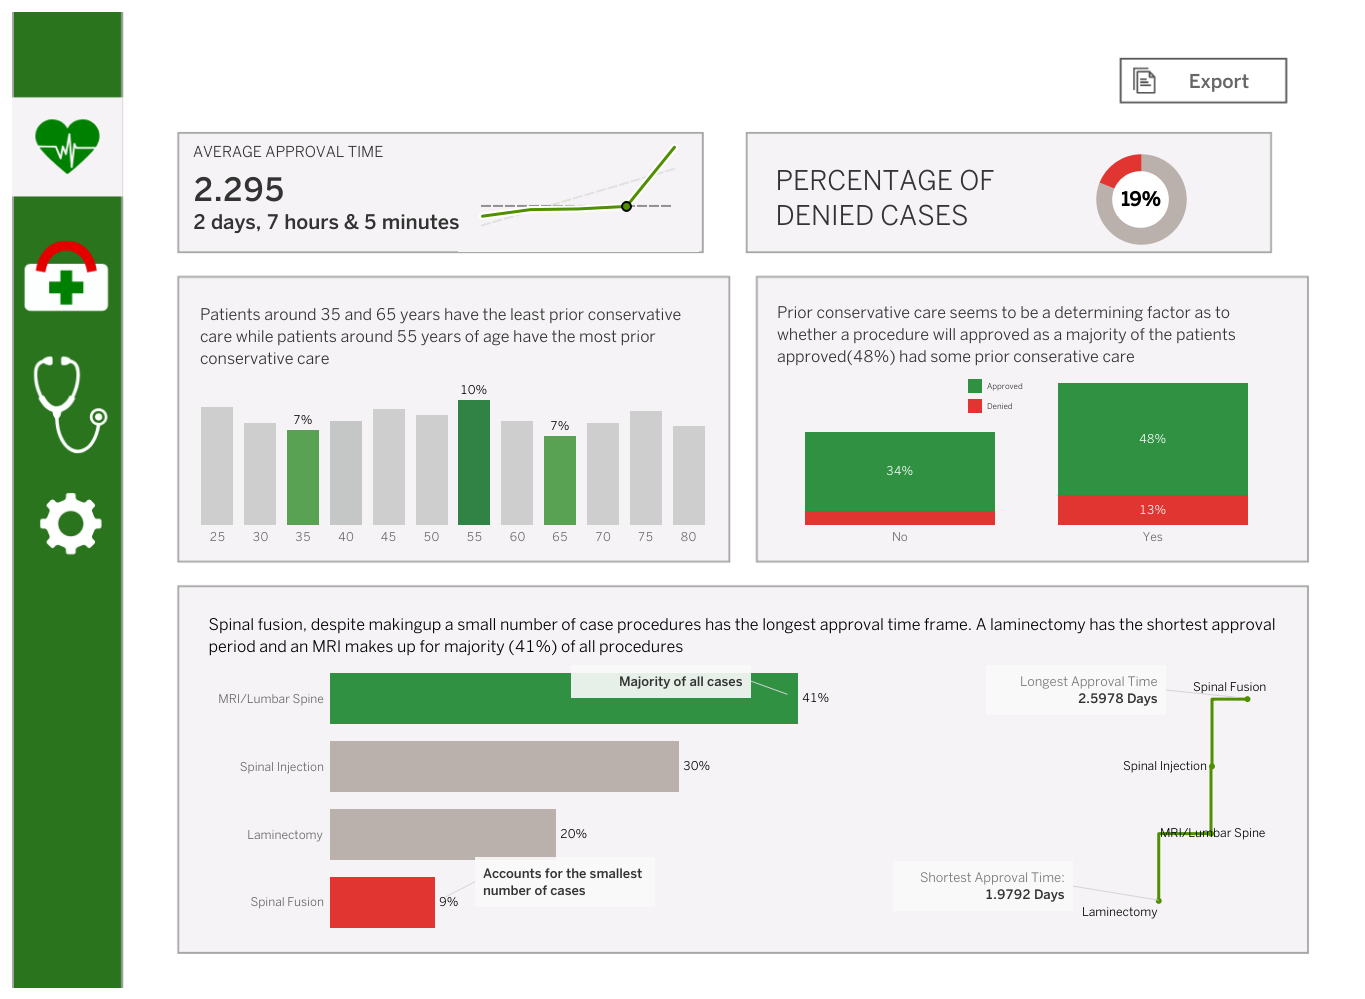 Export
AVERAGE APPROVAL TIME
2.295
2 days, 7 hours & 5 minutes
PERCENTAGE OF
DENIED CASES
19%
Patients around 35 and 65 years have the least prior conservative
care while patients around 55 years of age have the most prior
conservative care
10%
7%
7%
25 30 35 40 45 50 55 60 65 70 75 80
Prior conservative care seems to be a determining factor as to
whether a procedure will approved as a majority of the patients
approved(48%) had some prior conserative care
Approved
Denied
48%
34%
13%
No Yes
Spinal fusion, despite makingup a small number of case procedures has the longest approval time frame. A laminectomy has the shortest approval
period and an MRI makes up for majority (41%) of all procedures
Majority of all cases
MRI/Lumbar Spine 41%
Spinal Injection 30%
Laminectomy 20%
Accounts for the smallest
number of cases
Spinal Fusion 9%
Longest Approval Time
2.5978 Days
Spinal Fusion
Spinal Injection
MRI/Lumbar Spine
Shortest Approval Time:
1.9792 Days
Laminectomy